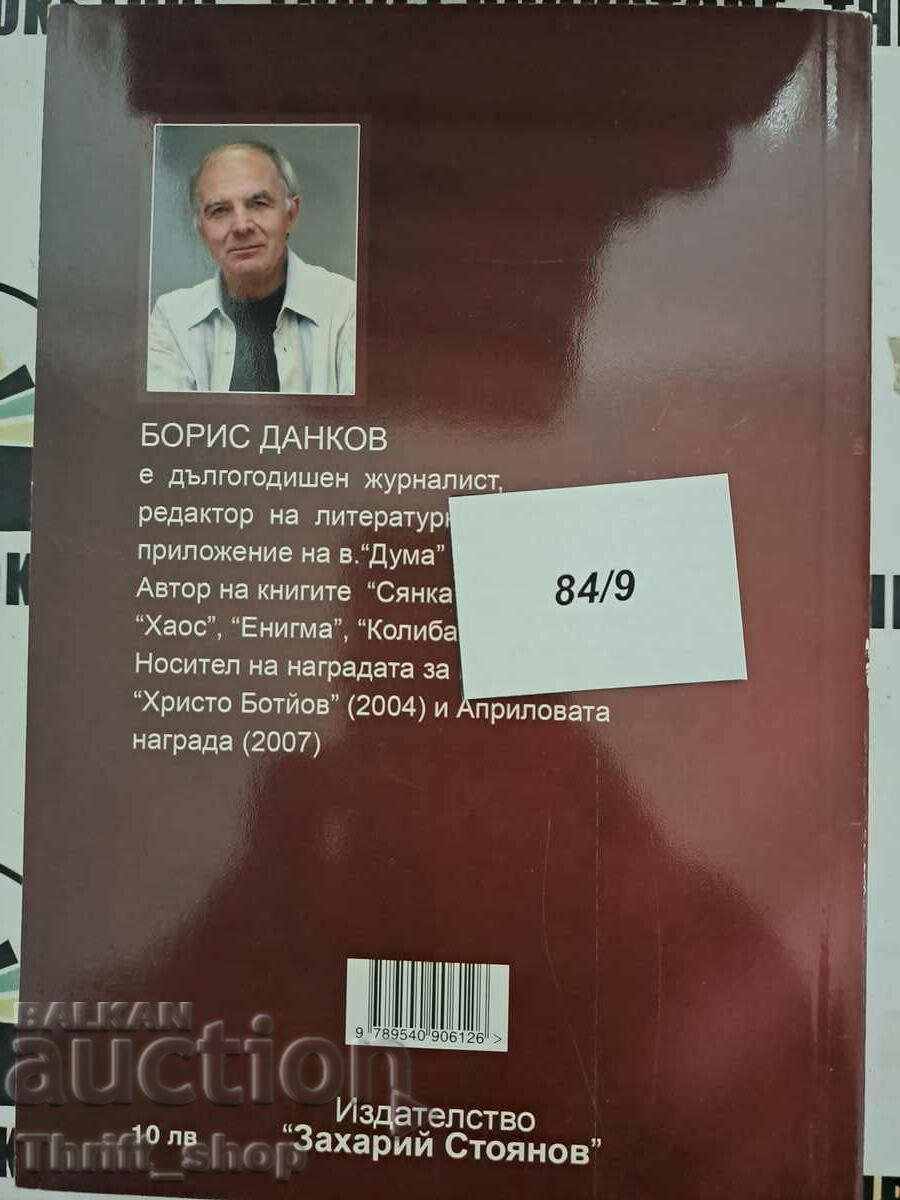 БОРИС ДАНКОВ
е дългогодишен журналист,
редактор на
приложение на в.“Дума”
Автор на книгите “Сянка
“Хаос”, “Енигма”, “Колиба
Носител на наградата за
“Христо Ботйов” (2004) и Априловата
награда (2007)
84/9
9 789540 906126 >
BALKAN
auction
Издателство
“Захарий Стоянов”
10 лв
Thrift_shop